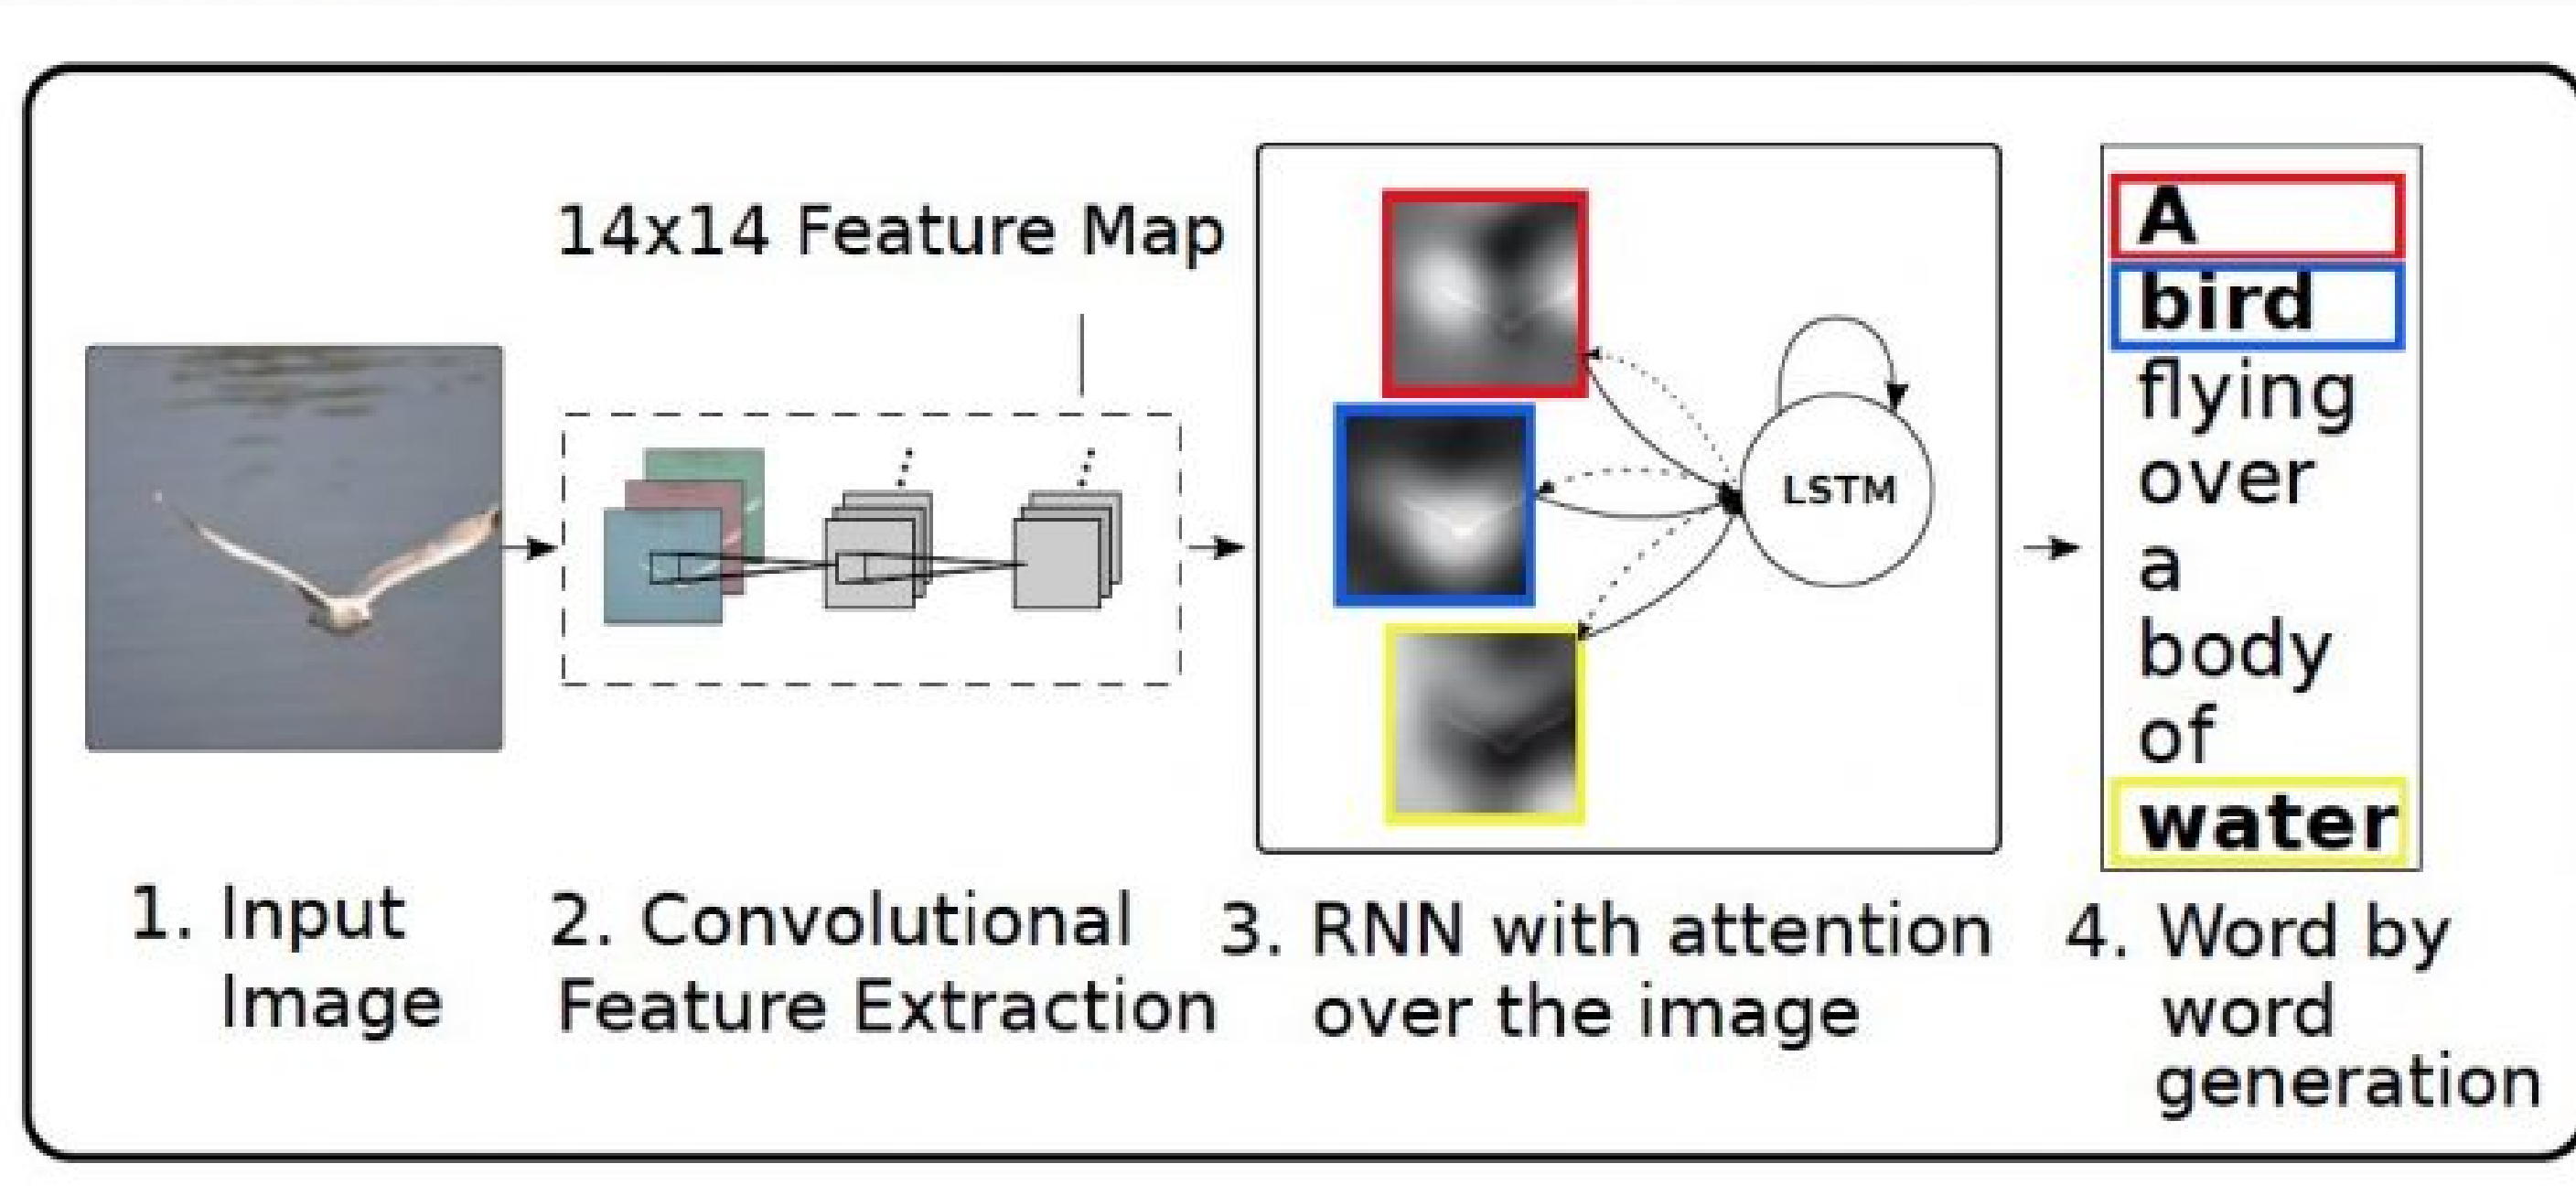 14x14 Feature Map
LSTM
A
bird
flying
over
a
body
of
water
1. Input
Image
2. Convolutional
Feature Extraction
3. RNN with attention
over the image
4. Word by
word
generation